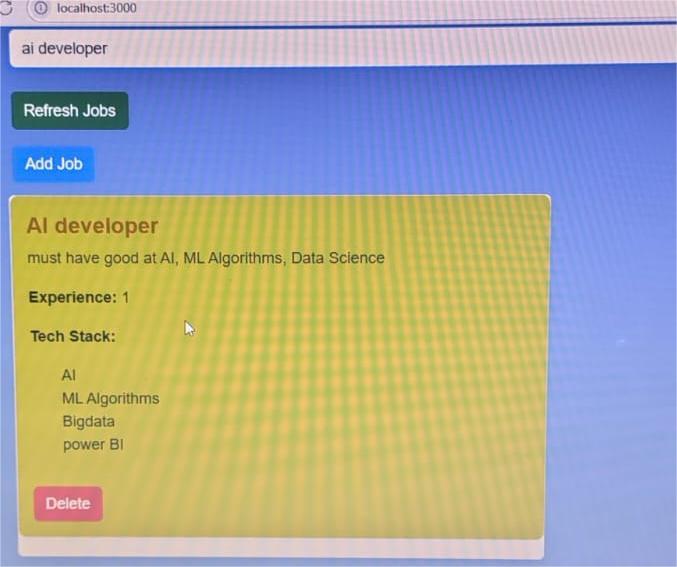 localhost:3000
ai developer
Refresh Jobs
Add Job
AI developer
must have good at AI, ML Algorithms, Data Science
Experience: 1
Tech Stack:
AI
ML Algorithms
Bigdata
power BI
Delete